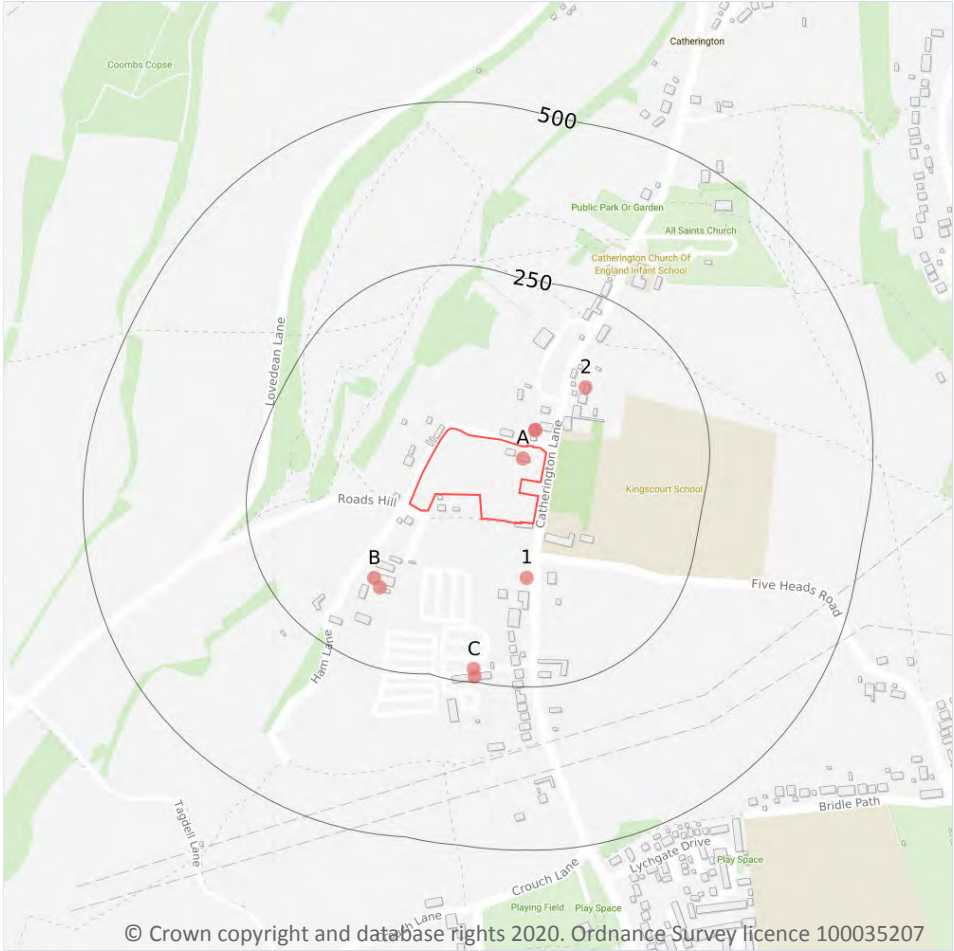 Catherington
Coombs Copse
500
Public Park Or Garden
All Saints Church
Catherington Church Of
England Infant School
250
Lovedean Lane
2
A
Catherington Lane
Kingscourt School
Roads Hill
B
1
Five Heads Road
C
Ham Lane
Tagdell Lane
Bridle Path
Lychgate Drive
Play Space
Crouch Lane
Playing Field
Play Space
Lane
© Crown copyright and database rights 2020. Ordnance Survey licence 100035207